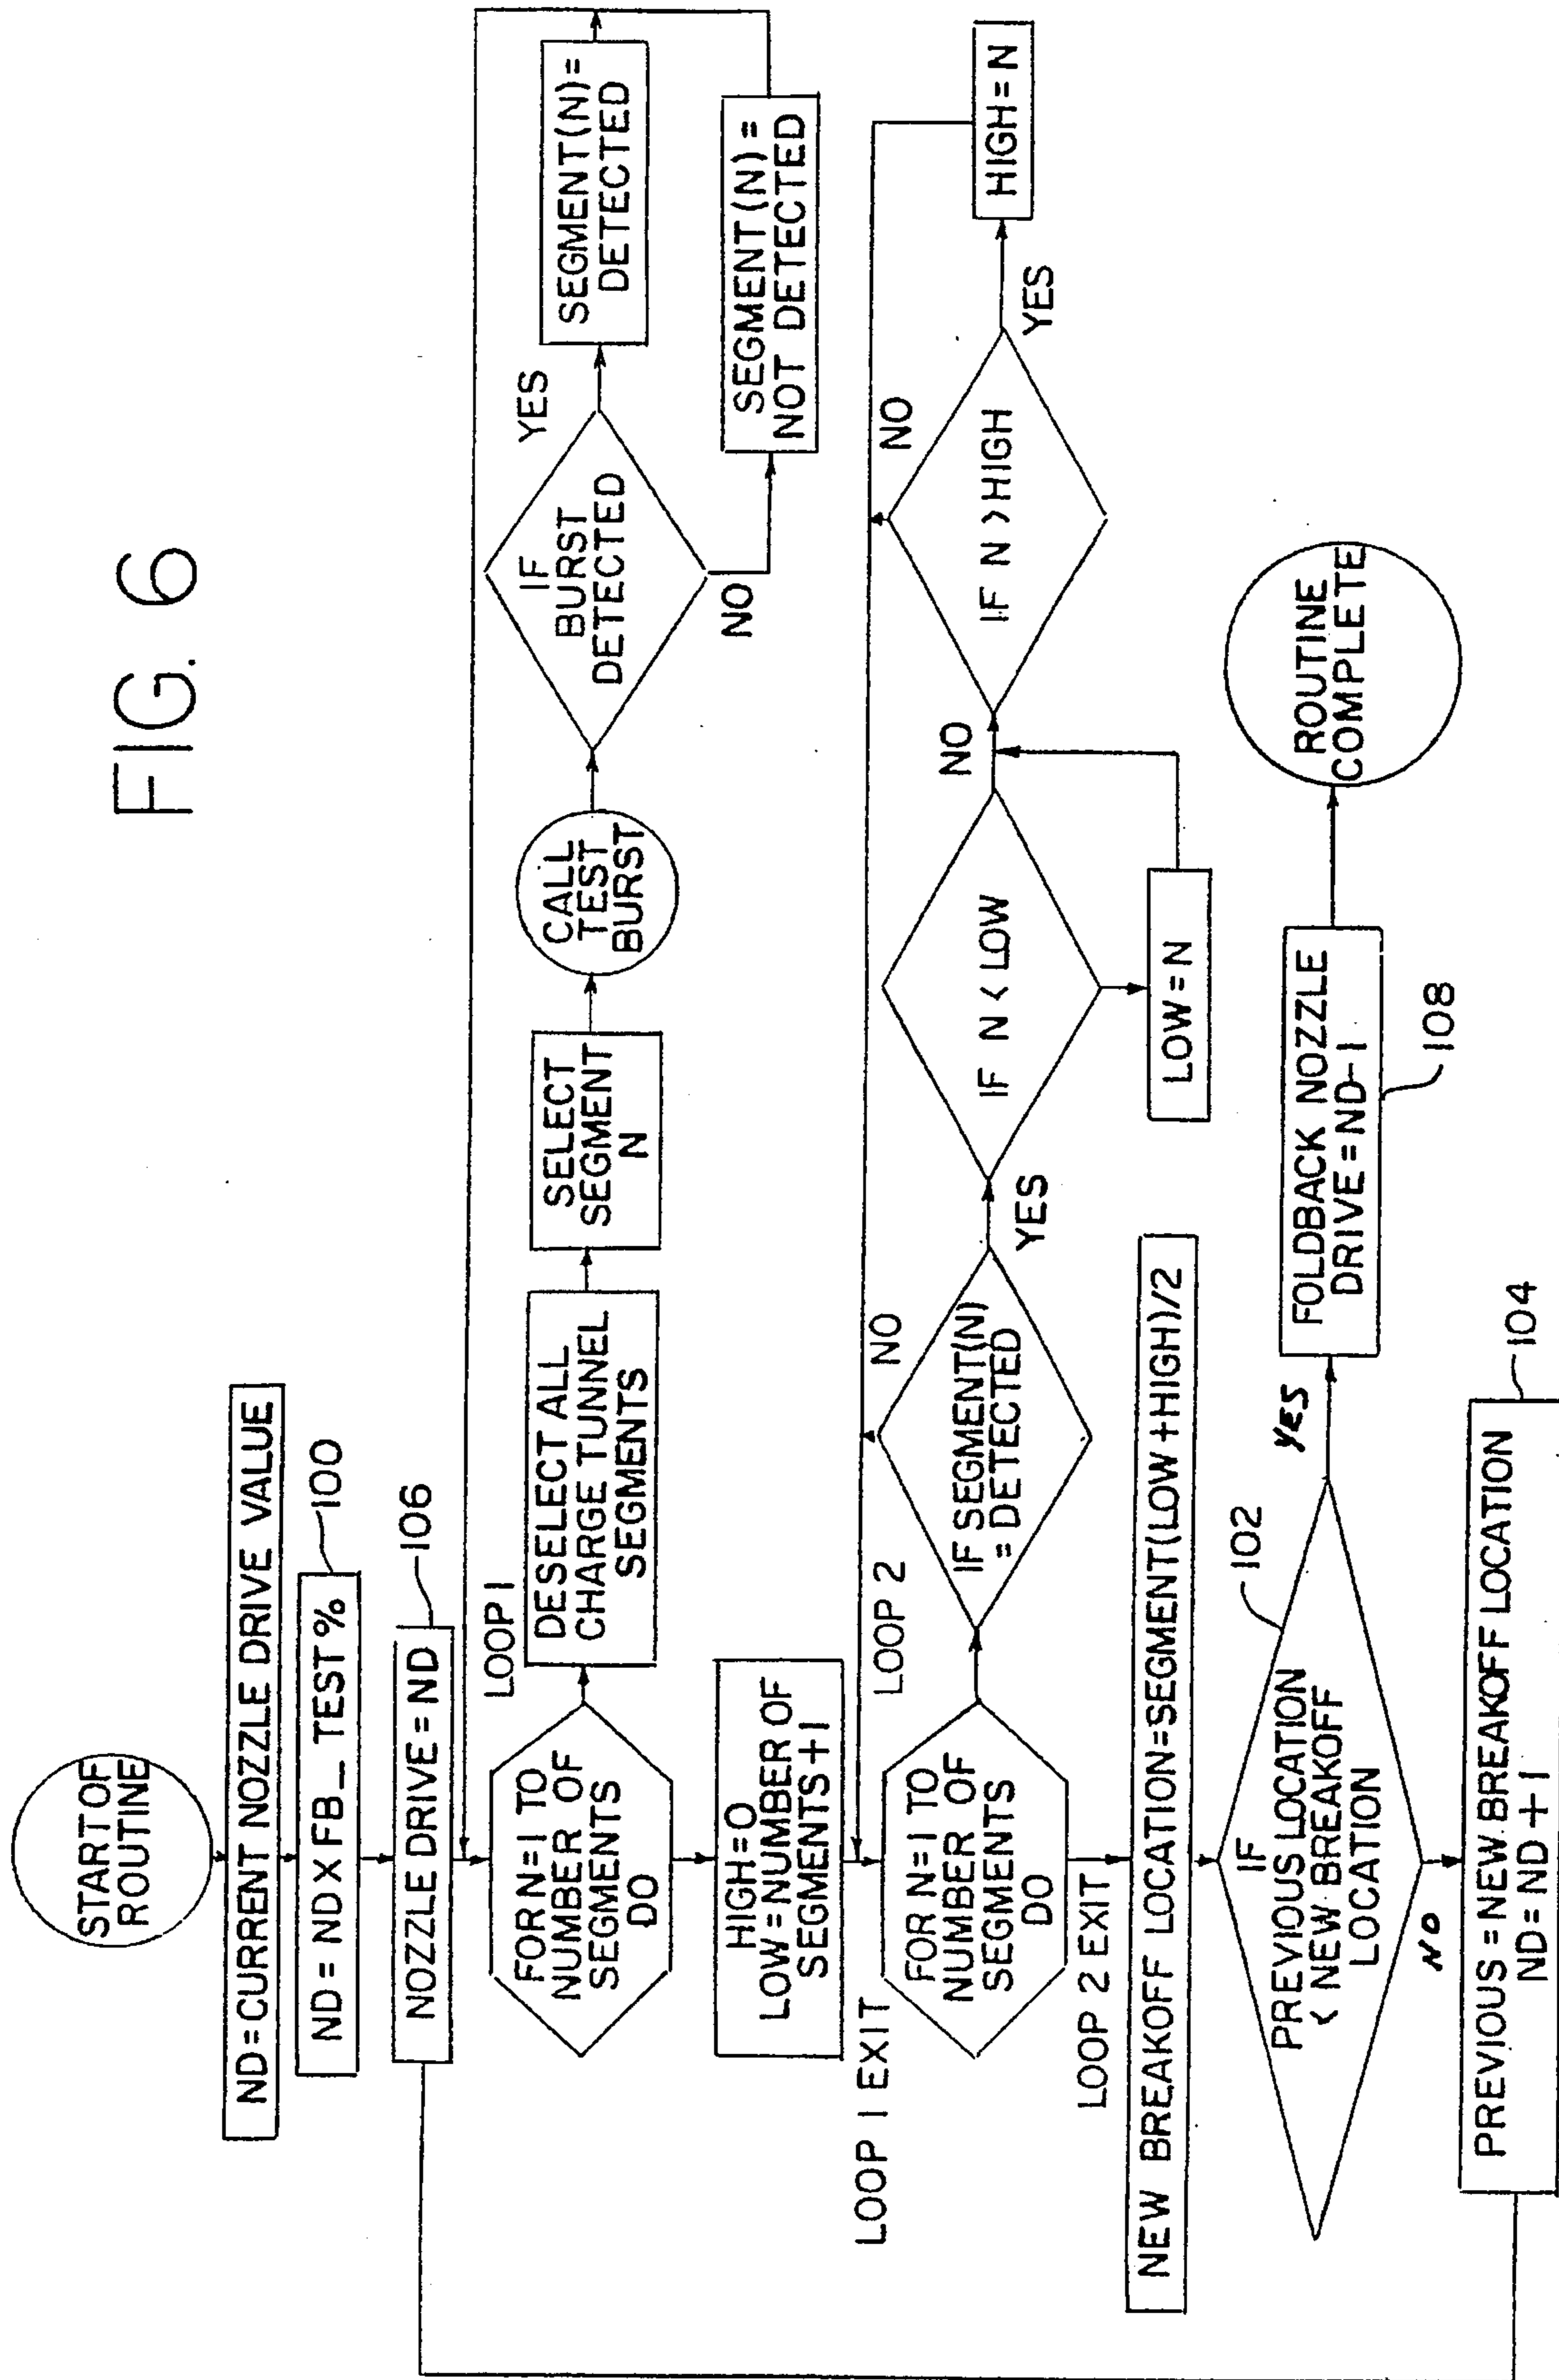 FIG. 6
START OF
ROUTINE
ND = CURRENT NOZZLE DRIVE VALUE
ND = ND X FB_TEST %
100
NOZZLE DRIVE = ND
106
LOOP 1
FOR N=1 TO
NUMBER OF
SEGMENTS
DO
DESELECT ALL
CHARGE TUNNEL
SEGMENTS
SELECT
SEGMENT
N
CALL
TEST
BURST
IF
BURST
DETECTED
YES
SEGMENT(N)=
DETECTED
NO
SEGMENT(N)=
NOT DETECTED
HIGH=0
LOW=NUMBER OF
SEGMENTS+1
LOOP 1 EXIT
LOOP 2
FOR N=1 TO
NUMBER OF
SEGMENTS
DO
IF SEGMENT(N)
= DETECTED
NO
YES
IF N < LOW
NO
LOW=N
IF N > HIGH
NO
YES
HIGH=N
LOOP 2 EXIT
NEW BREAKOFF LOCATION=SEGMENT(LOW+HIGH)/2
IF
PREVIOUS LOCATION
< NEW BREAKOFF
LOCATION
102
YES
FOLDBACK NOZZLE
DRIVE=ND-1
108
ROUTINE
COMPLETE
NO
PREVIOUS = NEW BREAKOFF LOCATION
ND = ND + 1
104